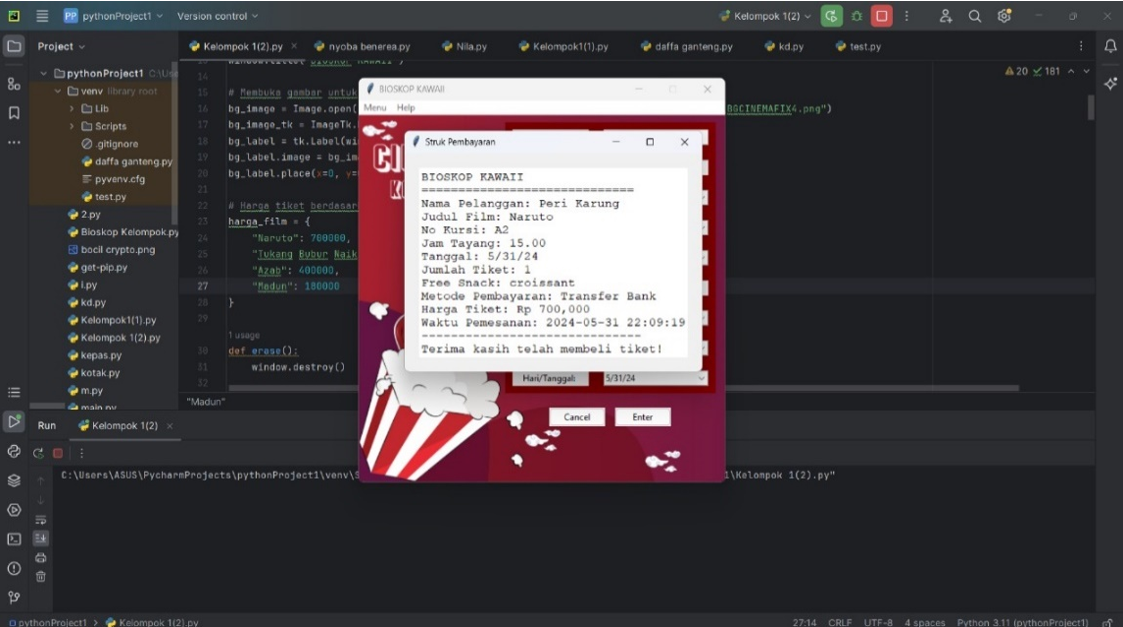 PP pythonProject1 Version control Kelompok 1(2)
Project
Kelompok 1(2).py nyoba benerea.py Nila.py Kelompok1(1).py daffa ganteng.py kd.py test.py
pythonProject1
venv library root
Lib
Scripts
.gitignore
daffa ganteng.py
pyvenv.cfg
test.py
2.py
Bioskop Kelompok.py
bocil crypto.png
get-pip.py
i.py
kd.py
Kelompok1(1).py
Kelompok 1(2).py
kepas.py
kotak.py
m.py
main.py
20 181
14
15 # Membuka gambar untuk
16 bg_image = Image.open( BGCINEMAFIX4.png")
17 bg_image_tk = ImageTk.
18 bg_label = tk.Label(wi
19 bg_label.image = bg_im
20 bg_label.place(x=0, y=
21
22 # Harga tiket berdasar
23 harga_film = {
24 "Naruto": 700000,
25 "Tukang Bubur Naik
26 "Azab": 400000,
27 "Madun": 180000
28 }
29
1 usage
30 def erase():
31 window.destroy()
32
"Madun"
BIOSKOP KAWAII
Menu Help
Struk Pembayaran
BIOSKOP KAWAII
=============================
Nama Pelanggan: Peri Karung
Judul Film: Naruto
No Kursi: A2
Jam Tayang: 15.00
Tanggal: 5/31/24
Jumlah Tiket: 1
Free Snack: croissant
Metode Pembayaran: Transfer Bank
Harga Tiket: Rp 700,000
Waktu Pemesanan: 2024-05-31 22:09:19
------------------------------
Terima kasih telah membeli tiket!
Hari/Tanggal: 5/31/24
Cancel Enter
Run Kelompok 1(2)
C:\Users\ASUS\PycharmProjects\pythonProject1\venv\S 1\Kelompok 1(2).py"
pythonProject1 > Kelompok 1(2).py
27:14 CRLF UTF-8 4 spaces Python 3.11 (pythonProject1)